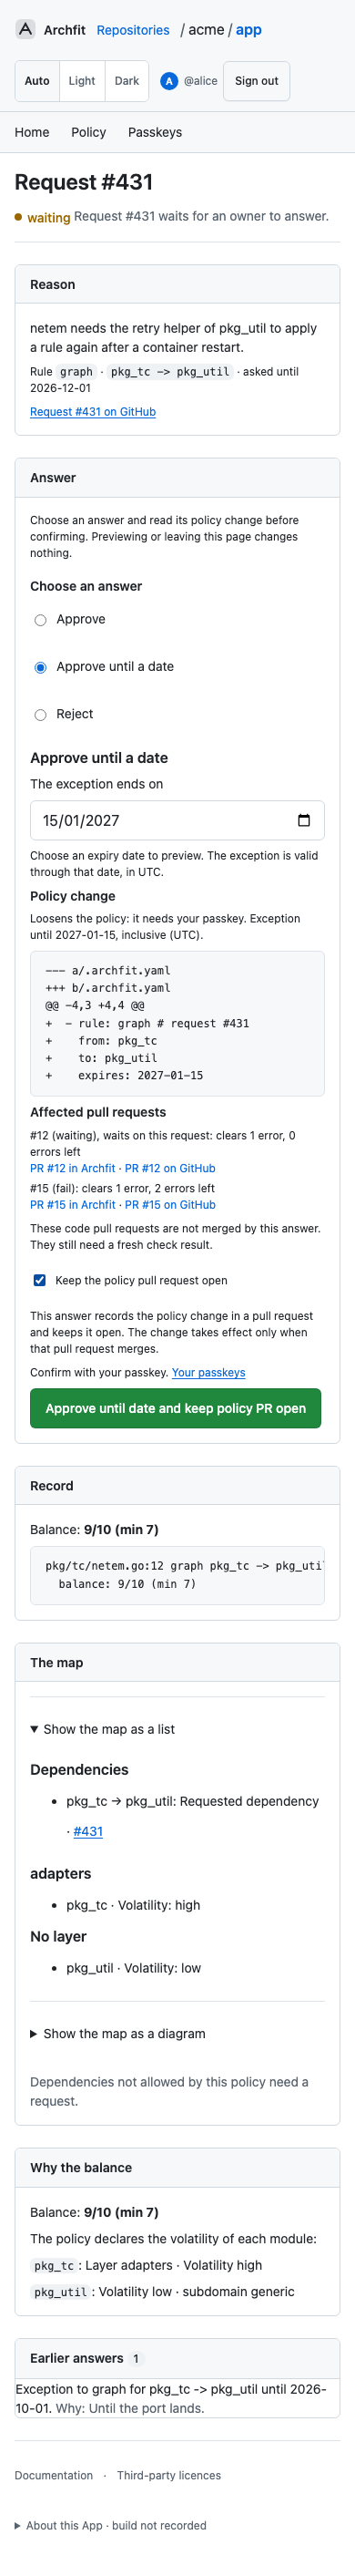 Archfit Repositories / acme / app
Auto Light Dark A @alice Sign out
Home Policy Passkeys
Request #431
waiting Request #431 waits for an owner to answer.
Reason
netem needs the retry helper of pkg_util to apply
a rule again after a container restart.
Rule graph · pkg_tc -> pkg_util · asked until
2026-12-01
Request #431 on GitHub
Answer
Choose an answer and read its policy change before
confirming. Previewing or leaving this page changes
nothing.
Choose an answer
Approve
Approve until a date
Reject
Approve until a date
The exception ends on
15/01/2027
Choose an expiry date to preview. The exception is valid
through that date, in UTC.
Policy change
Loosens the policy: it needs your passkey. Exception
until 2027-01-15, inclusive (UTC).
--- a/.archfit.yaml
+++ b/.archfit.yaml
@@ -4,3 +4,4 @@
+  - rule: graph # request #431
+    from: pkg_tc
+    to: pkg_util
+    expires: 2027-01-15
Affected pull requests
#12 (waiting), waits on this request: clears 1 error, 0
errors left
PR #12 in Archfit · PR #12 on GitHub
#15 (fail): clears 1 error, 2 errors left
PR #15 in Archfit · PR #15 on GitHub
These code pull requests are not merged by this answer.
They still need a fresh check result.
Keep the policy pull request open
This answer records the policy change in a pull request
and keeps it open. The change takes effect only when
that pull request merges.
Confirm with your passkey. Your passkeys
Approve until date and keep policy PR open
Record
Balance: 9/10 (min 7)
pkg/tc/netem.go:12 graph pkg_tc -> pkg_util
balance: 9/10 (min 7)
The map
Show the map as a list
Dependencies
pkg_tc → pkg_util: Requested dependency
· #431
adapters
pkg_tc · Volatility: high
No layer
pkg_util · Volatility: low
Show the map as a diagram
Dependencies not allowed by this policy need a
request.
Why the balance
Balance: 9/10 (min 7)
The policy declares the volatility of each module:
pkg_tc: Layer adapters · Volatility high
pkg_util: Volatility low · subdomain generic
Earlier answers 1
Exception to graph for pkg_tc -> pkg_util until 2026-
10-01. Why: Until the port lands.
Documentation · Third-party licences
About this App · build not recorded